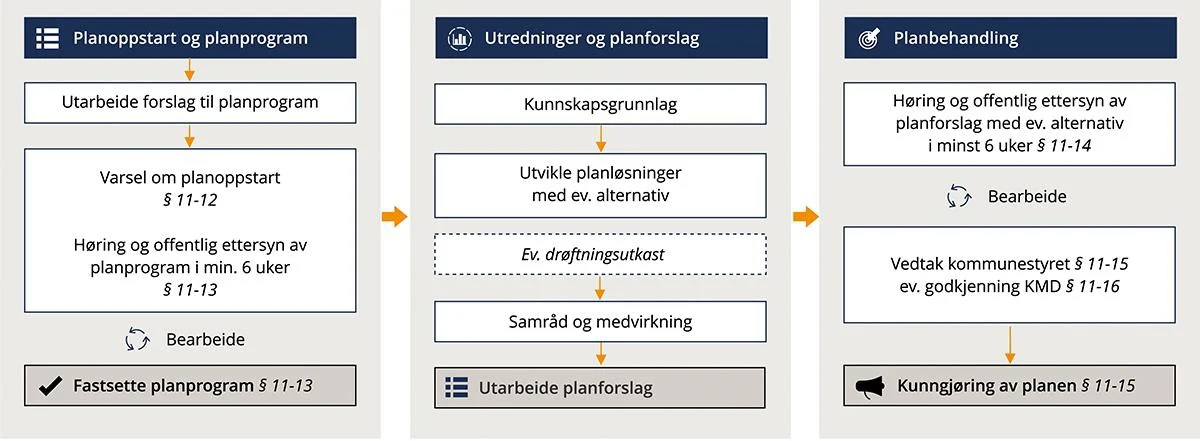 Planoppstart og planprogram
Utarbeide forslag til planprogram
Varsel om planoppstart
§ 11-12
Høring og offentlig ettersyn av
planprogram i min. 6 uker
§ 11-13
Bearbeide
Fastsette planprogram § 11-13
Utredninger og planforslag
Kunnskapsgrunnlag
Utvikle planløsninger
med ev. alternativ
Ev. drøftningsutkast
Samråd og medvirkning
Utarbeide planforslag
Planbehandling
Høring og offentlig ettersyn av
planforslag med ev. alternativ
i minst 6 uker § 11-14
Bearbeide
Vedtak kommunestyret § 11-15
ev. godkjenning KMD § 11-16
Kunngjøring av planen § 11-15